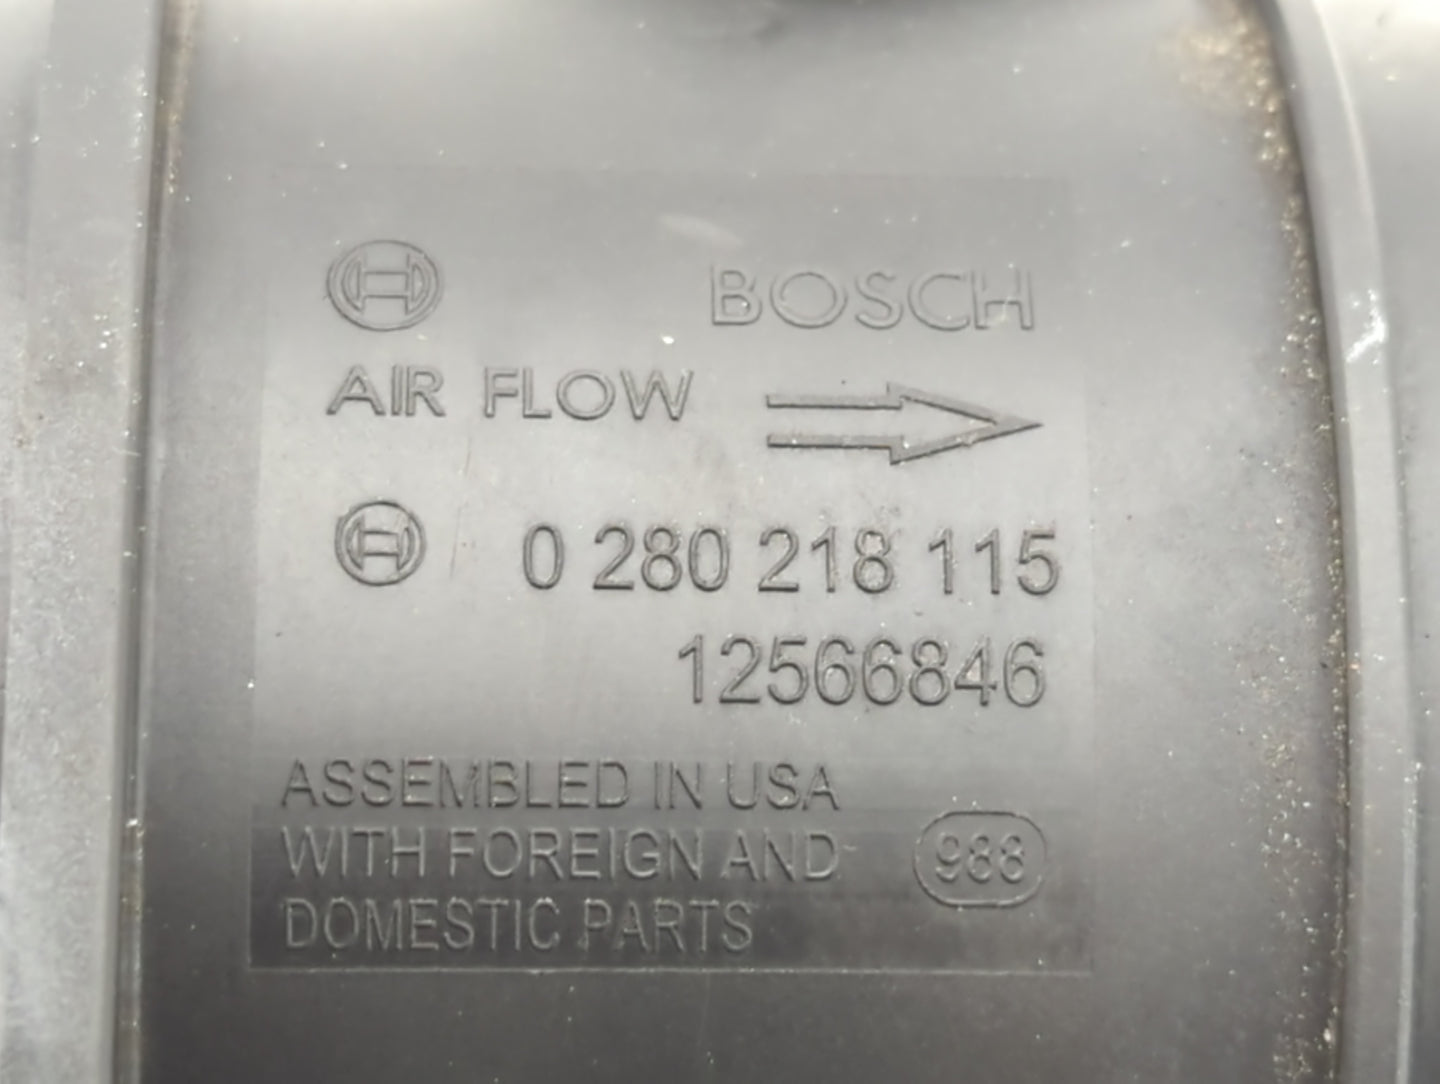 BOSCH
AIR FLOW
0 280 218 115
12566846
ASSEMBLED IN USA
WITH FOREIGN AND
DOMESTIC PARTS
988